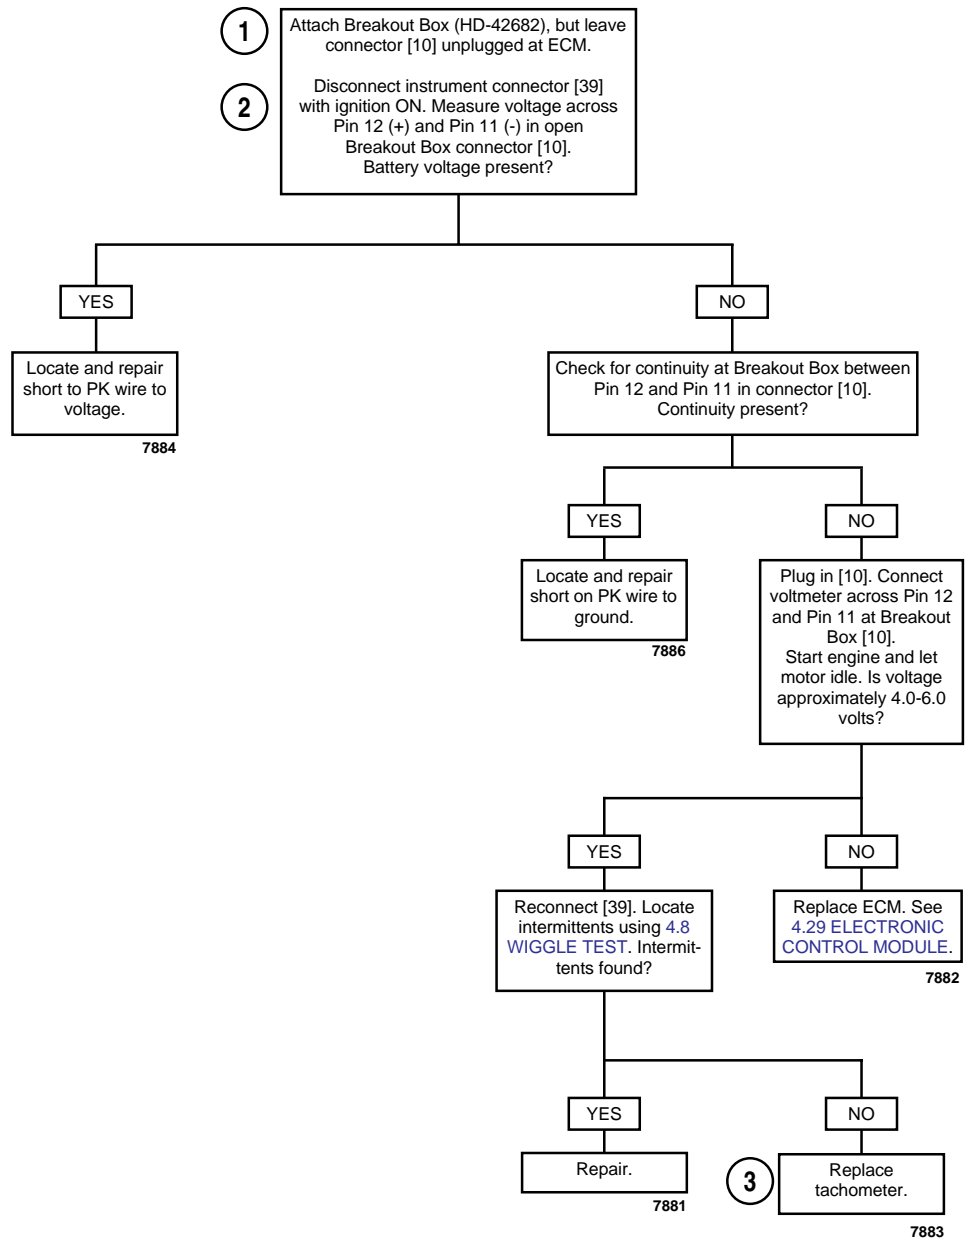 1
Attach Breakout Box (HD-42682), but leave
connector [10] unplugged at ECM.
2
Disconnect instrument connector [39]
with ignition ON. Measure voltage across
Pin 12 (+) and Pin 11 (-) in open
Breakout Box connector [10].
Battery voltage present?
YES
NO
Locate and repair
short to PK wire to
voltage.
7884
Check for continuity at Breakout Box between
Pin 12 and Pin 11 in connector [10].
Continuity present?
YES
NO
Locate and repair
short on PK wire to
ground.
7886
Plug in [10]. Connect
voltmeter across Pin 12
and Pin 11 at Breakout
Box [10].
Start engine and let
motor idle. Is voltage
approximately 4.0-6.0
volts?
YES
NO
Reconnect [39]. Locate
intermittents using 4.8
WIGGLE TEST. Intermit-
tents found?
Replace ECM. See
4.29 ELECTRONIC
CONTROL MODULE.
7882
YES
NO
Repair.
7881
3
Replace
tachometer.
7883